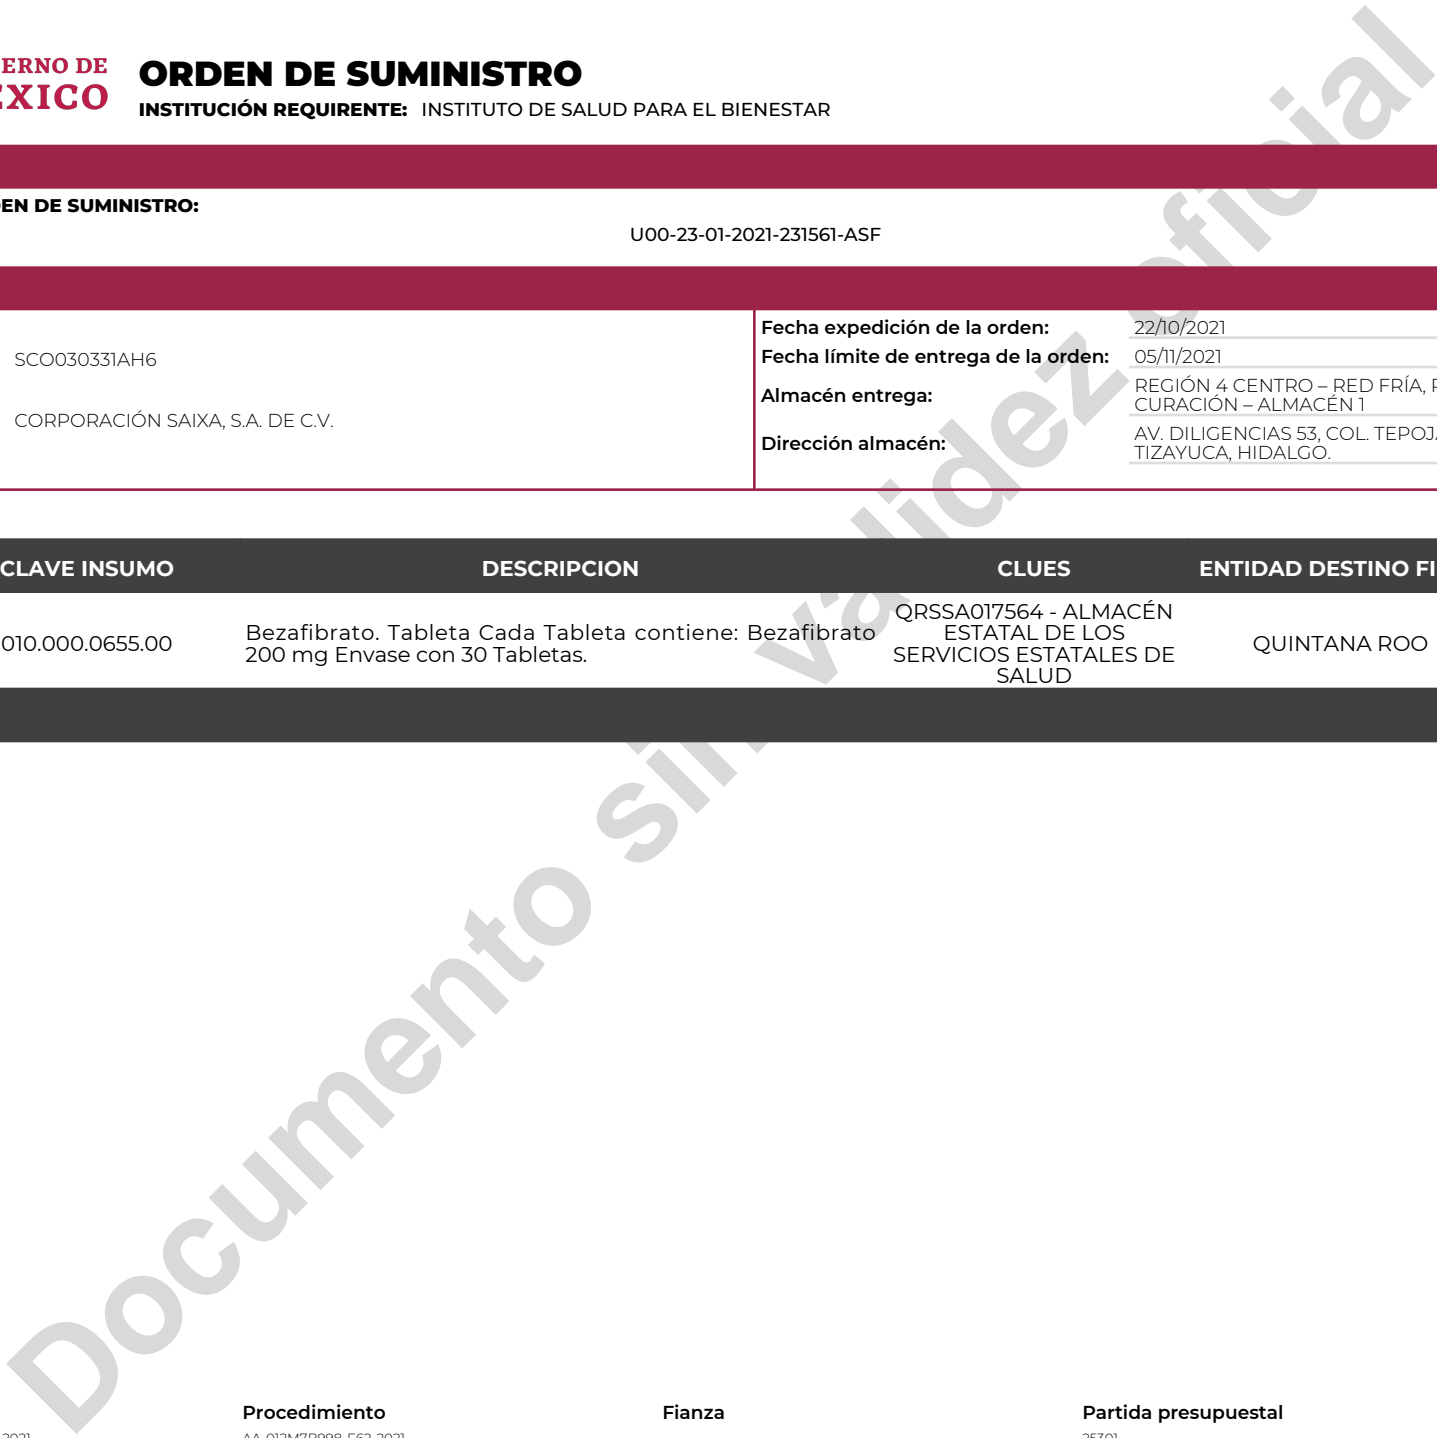 ERNO DE
ÉXICO
ORDEN DE SUMINISTRO
INSTITUCIÓN REQUIRENTE: INSTITUTO DE SALUD PARA EL BIENESTAR
EN DE SUMINISTRO:
U00-23-01-2021-231561-ASF
SCO030331AH6
CORPORACIÓN SAIXA, S.A. DE C.V.
Fecha expedición de la orden: 22/10/2021
Fecha límite de entrega de la orden: 05/11/2021
Almacén entrega: REGIÓN 4 CENTRO – RED FRÍA,
CURACIÓN – ALMACÉN 1
Dirección almacén: AV. DILIGENCIAS 53, COL. TEPOJA
TIZAYUCA, HIDALGO.
CLAVE INSUMO DESCRIPCION CLUES ENTIDAD DESTINO FI
010.000.0655.00
Bezafibrato. Tableta Cada Tableta contiene: Bezafibrato
200 mg Envase con 30 Tabletas.
QRSSA017564 - ALMACÉN
ESTATAL DE LOS
SERVICIOS ESTATALES DE
SALUD
QUINTANA ROO
Documento sin validez oficial
Procedimiento Fianza Partida presupuestal